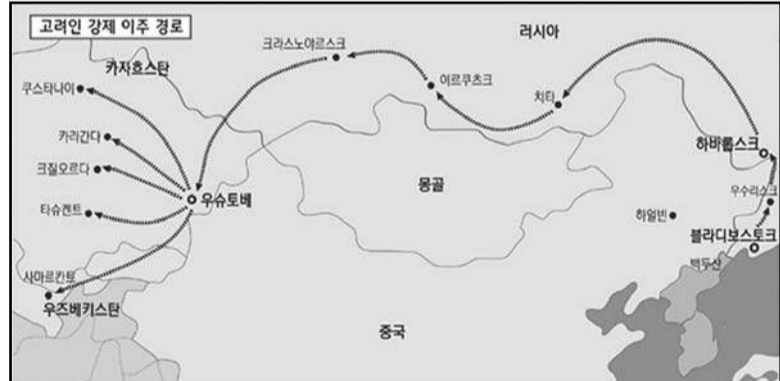 고려인 강제 이주 경로
러시아
크라스노야르스크
카자흐스탄
이르쿠츠크
쿠스타나이
치타
카라간다
하바롭스크
크질오르다
몽골
우슈토베
우수리스크
타슈켄트
하얼빈
블라디보스토크
백두산
사마르칸트
우즈베키스탄
중국